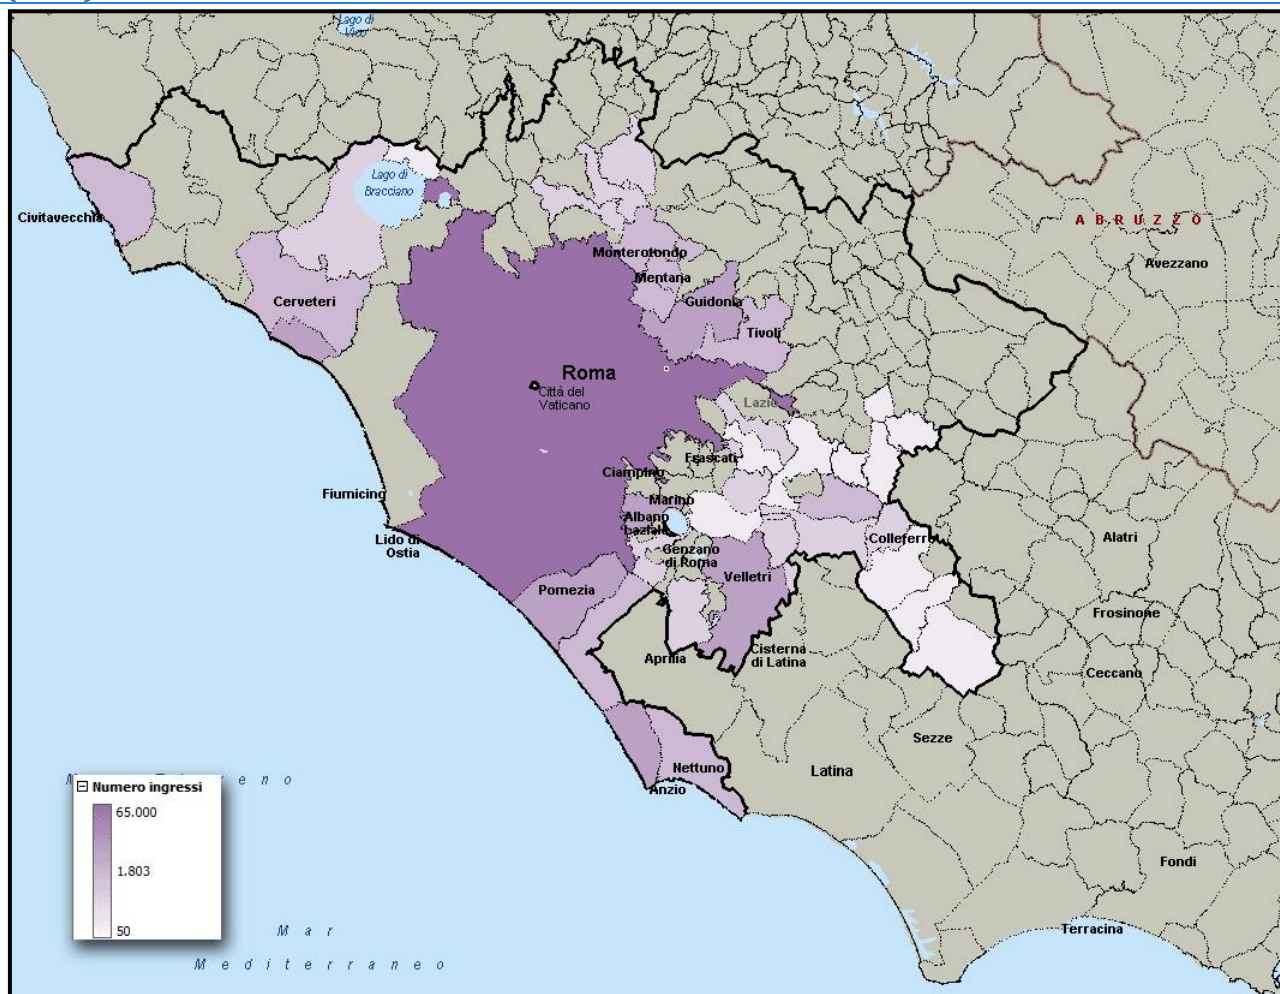 Lago di
Vico
Lago di
Bracciano
Civitavecchia
ABRUZZO
Avezzano
Monterotondo
Mentana
Cerveteri
Guidonia
Tivoli
Roma
Città del
Vaticano
Lazio
Frascati
Ciampino
Fiumicino
Marino
Albano
Laziale
Lido di
Ostia
Colleferro
Alatri
Genzano
di Roma
Velletri
Pomezia
Frosinone
Cisterna
di Latina
Aprilia
Ceccano
Sezze
Latina
Nettuno
Anzio
Numero ingressi
65.000
1.803
50
Fondi
Terracina
Mar
Mediterraneo